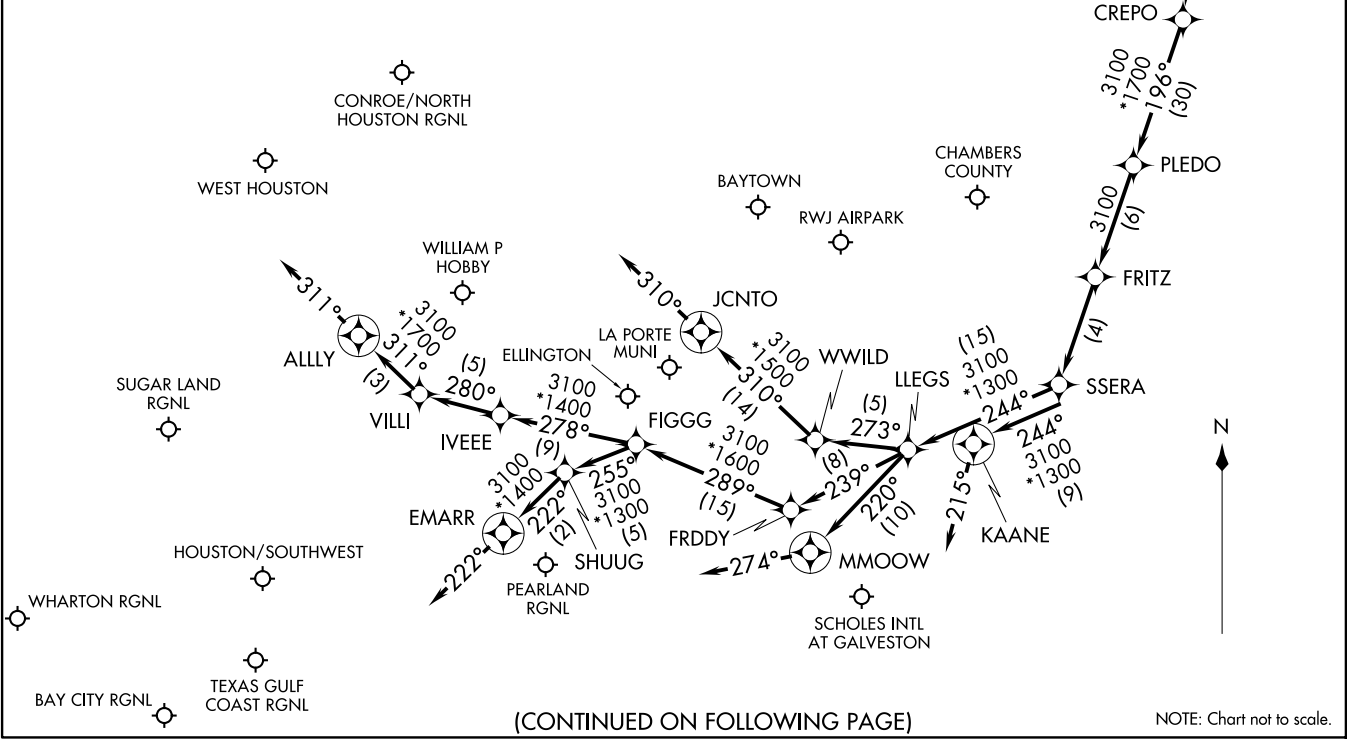 CREPO
3100
*1700
196°
(30)
CONROE/NORTH
HOUSTON RGNL
WEST HOUSTON
CHAMBERS
COUNTY
PLEDO
BAYTOWN
RWJ AIRPARK
3100
(6)
WILLIAM P
HOBBY
FRITZ
311°
310°
JCNTO
3100
*1700
311°
ALLLY
(3)
(5)
280°
ELLINGTON
LA PORTE
MUNI
3100
*1500
310°
(14)
WWILD
(4)
(15)
3100
*1300
244°
LLEGS
SSERA
SUGAR LAND
RGNL
VILLI
IVEEE
3100
*1400
278°
(9)
FIGGG
(5)
273°
244°
3100
*1300
(9)
N
3100
*1600
289°
(15)
(8)
239°
220°
(10)
215°
KAANE
3100
*1400
222°
(2)
255°
3100
*1300
(5)
EMARR
222°
SHUUG
FRDDY
274°
MMOOW
HOUSTON/SOUTHWEST
PEARLAND
RGNL
WHARTON RGNL
SCHOLES INTL
AT GALVESTON
TEXAS GULF
COAST RGNL
BAY CITY RGNL
(CONTINUED ON FOLLOWING PAGE)
NOTE: Chart not to scale.